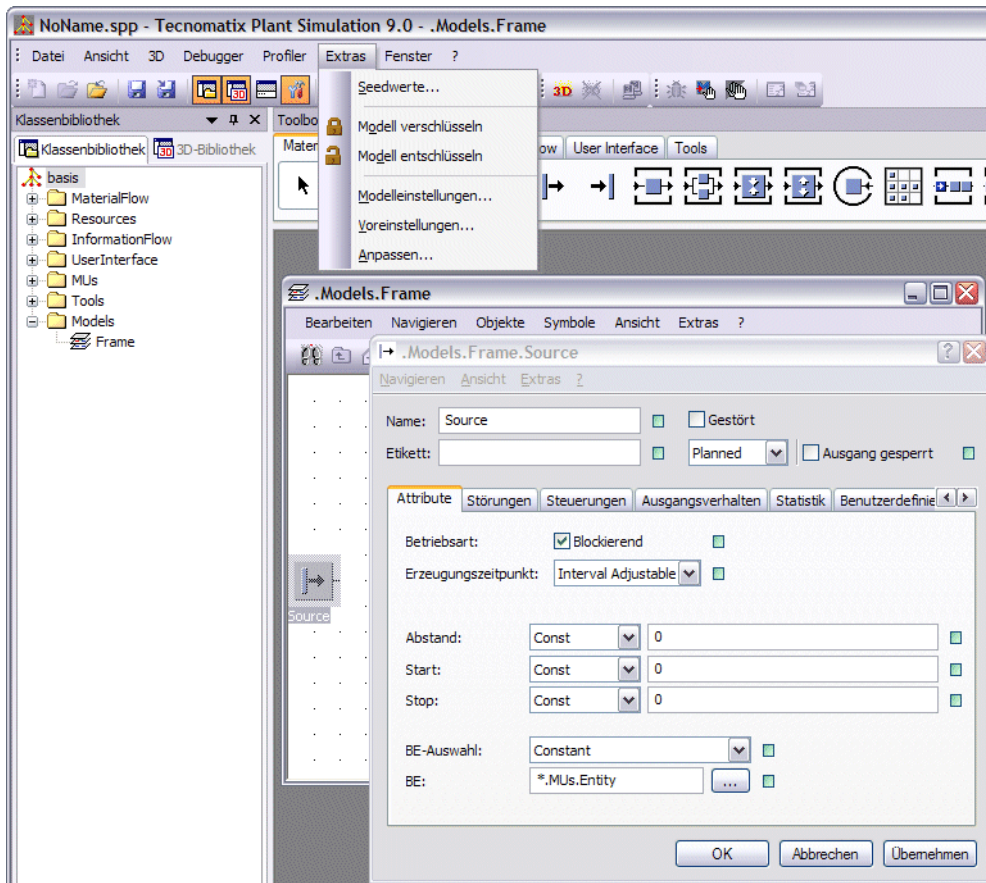 NoName.spp - Tecnomatix Plant Simulation 9.0 - .Models.Frame
Datei Ansicht 3D Debugger Profiler Extras Fenster ?
3D
Seedwerte...
Modell verschlüsseln
Modell entschlüsseln
Modelleinstellungen...
Voreinstellungen...
Anpassen...
Klassenbibliothek
Klassenbibliothek 3D-Bibliothek
basis
MaterialFlow
Resources
InformationFlow
UserInterface
MUs
Tools
Models
Frame
Toolbo
Mater
ow User Interface Tools
.Models.Frame
Bearbeiten Navigieren Objekte Symbole Ansicht Extras ?
Source
.Models.Frame.Source
Navigieren Ansicht Extras ?
Name: Source Gestört
Etikett: Planned Ausgang gesperrt
Attribute Störungen Steuerungen Ausgangsverhalten Statistik Benutzerdefinie
Betriebsart: Blockierend
Erzeugungszeitpunkt: Interval Adjustable
Abstand: Const 0
Start: Const 0
Stop: Const 0
BE-Auswahl: Constant
BE: *.MUs.Entity ...
OK Abbrechen Übernehmen